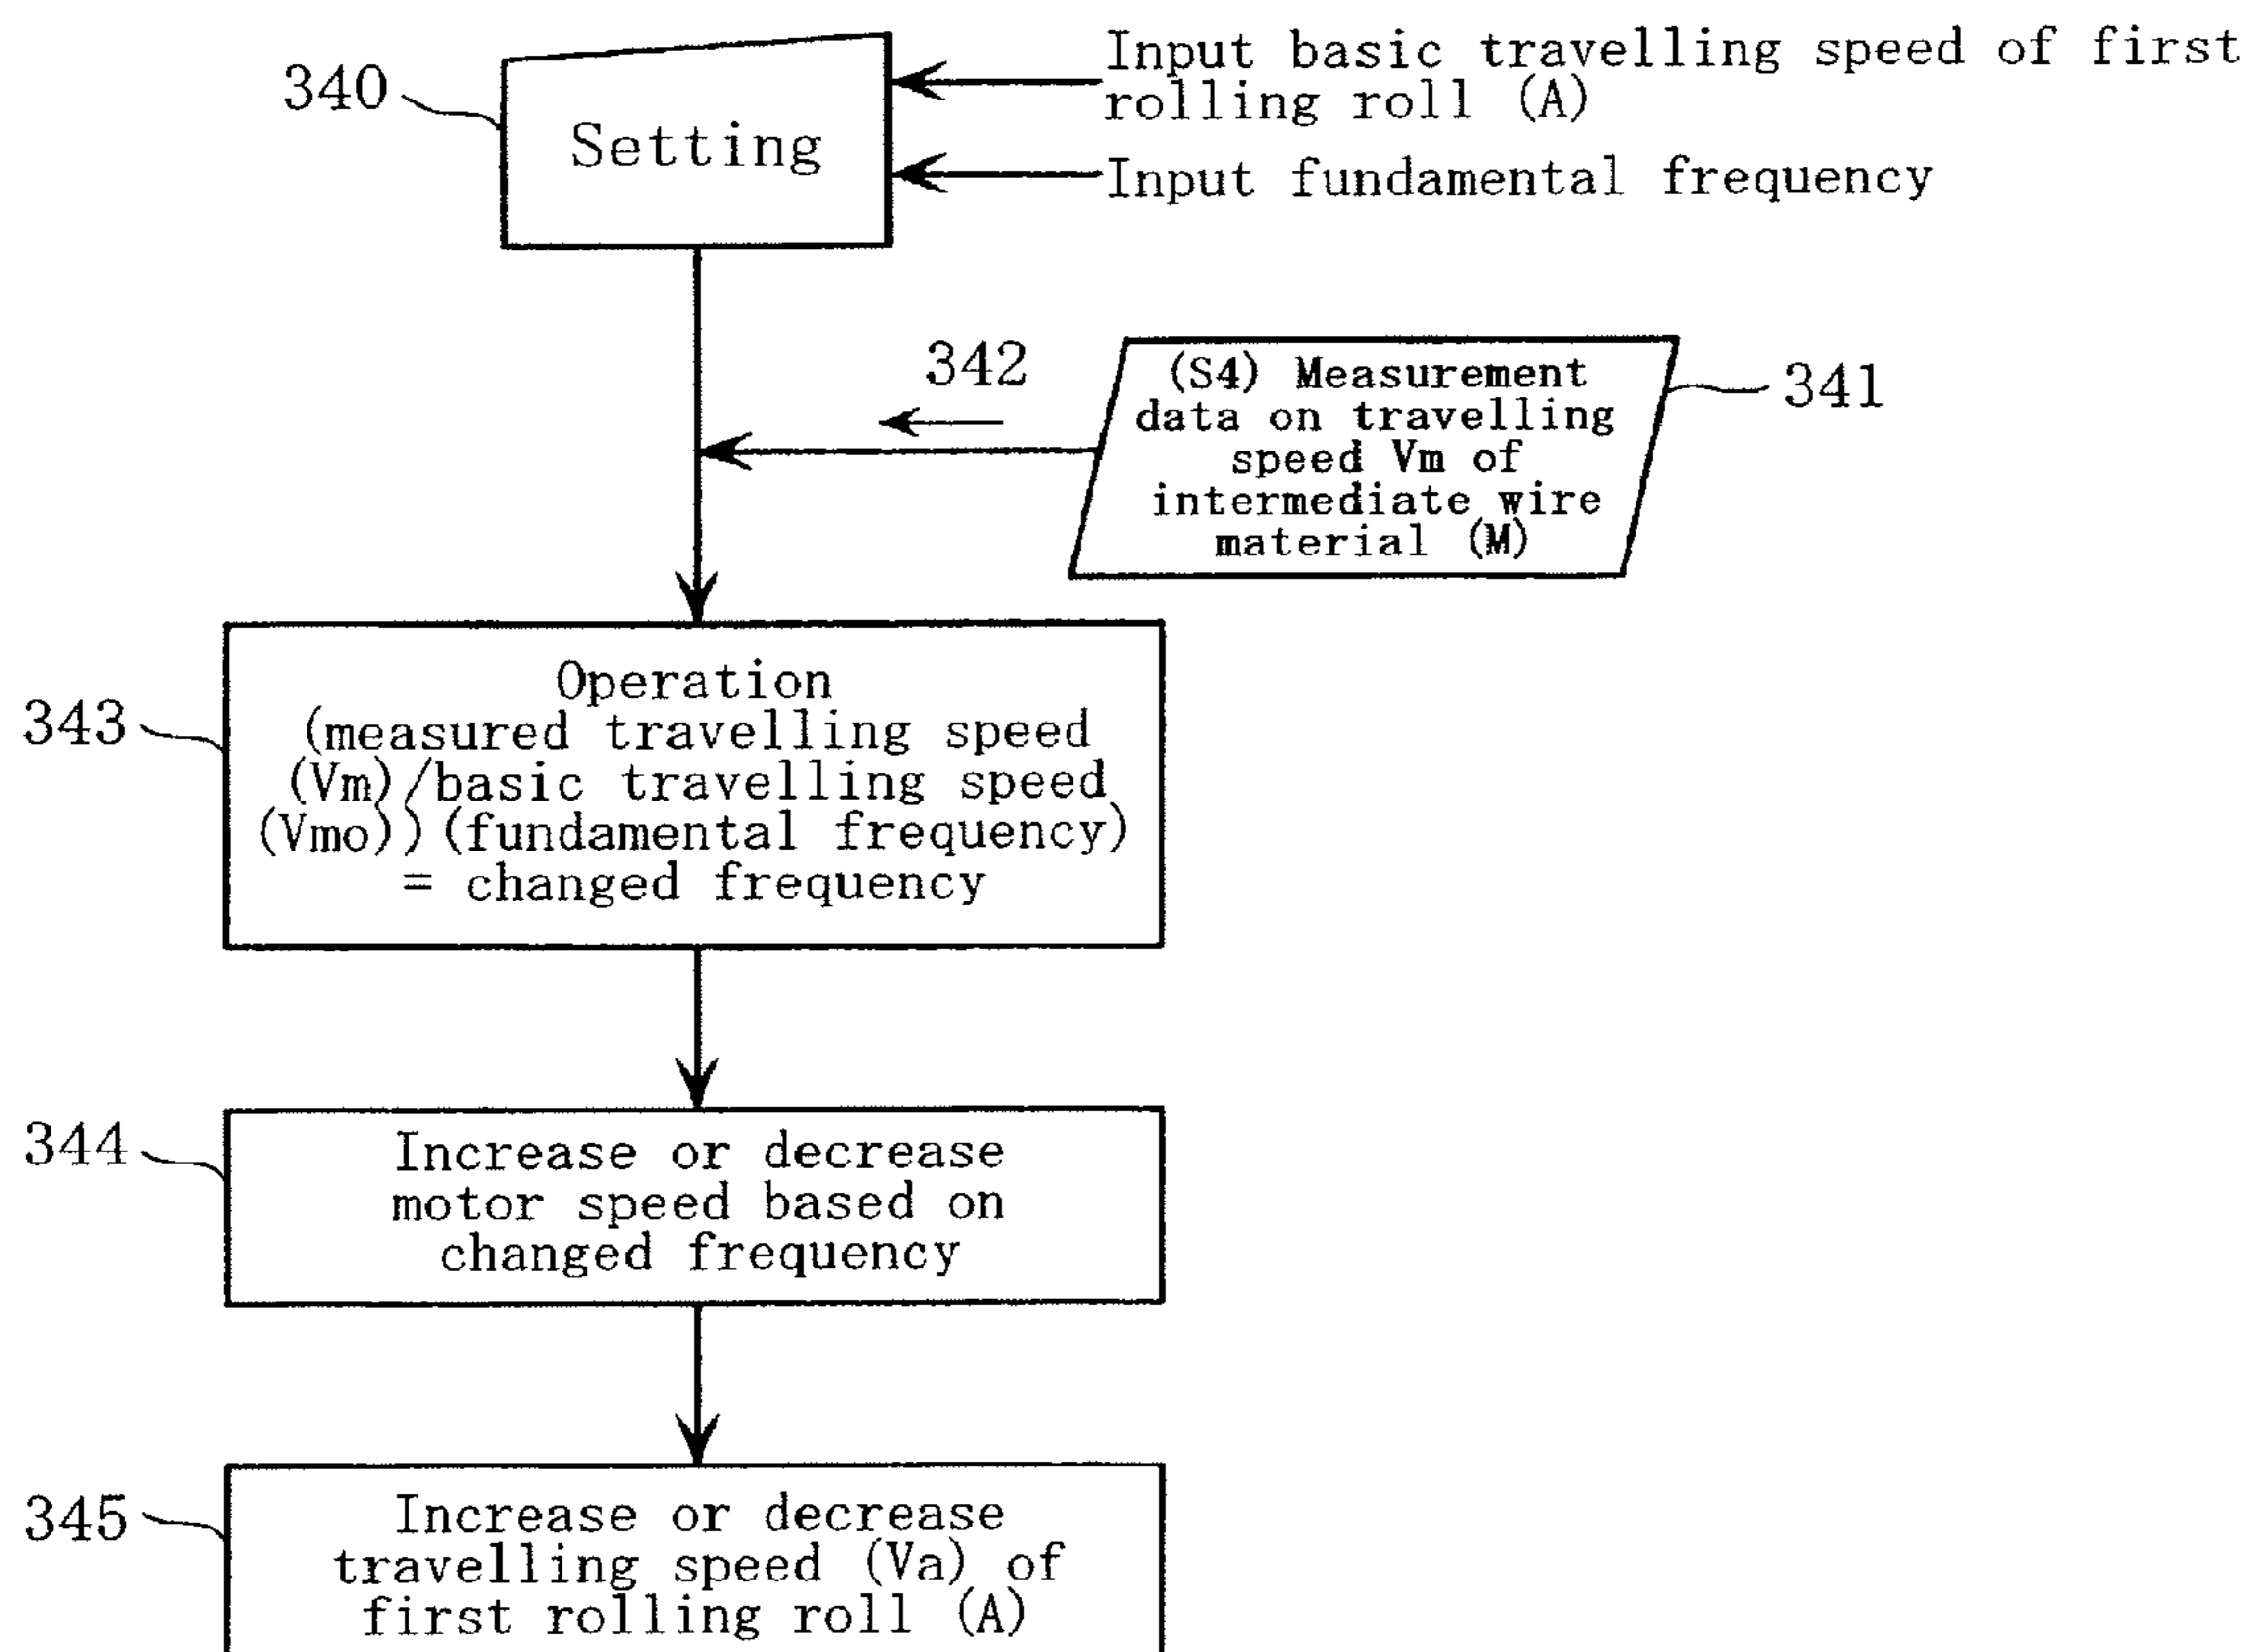 Input basic travelling speed of first
rolling roll (A)
340
Setting
Input fundamental frequency
342
(S4) Measurement
data on travelling
speed Vm of
intermediate wire
material (M)
341
343
Operation
(measured travelling speed
(Vm)/basic travelling speed
(Vmo))(fundamental frequency)
= changed frequency
344
Increase or decrease
motor speed based on
changed frequency
345
Increase or decrease
travelling speed (Va) of
first rolling roll (A)